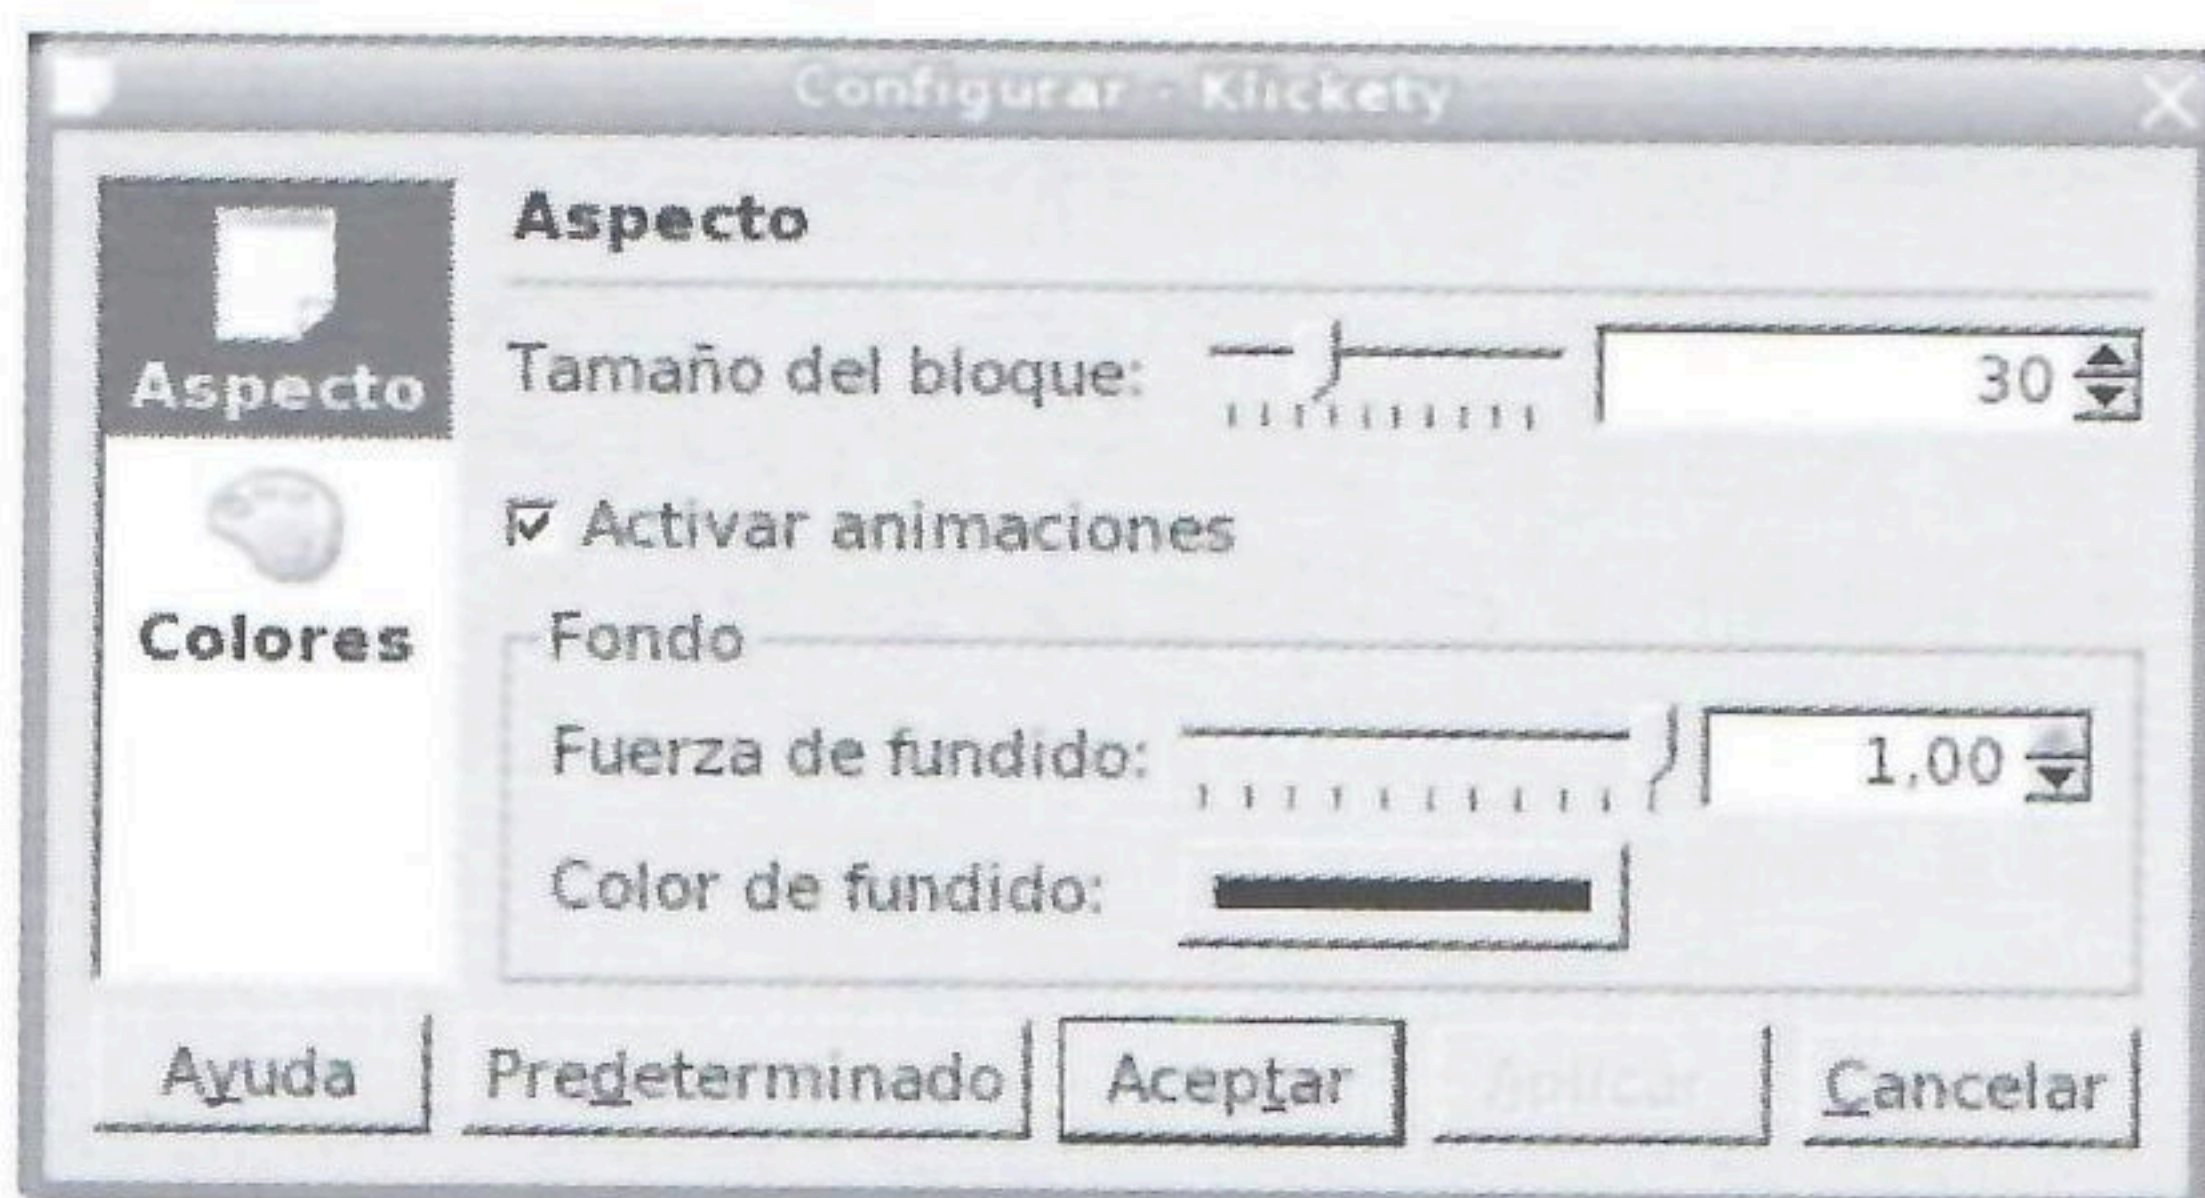 Configurar - Klickety
Aspecto
Aspecto
Tamaño del bloque: 30
Activar animaciones
Colores
Fondo
Fuerza de fundido: 1,00
Color de fundido:
Ayuda Predeterminado Aceptar Aplicar Cancelar